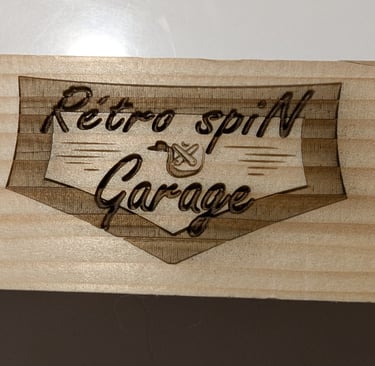 Rétro spiN
Garage